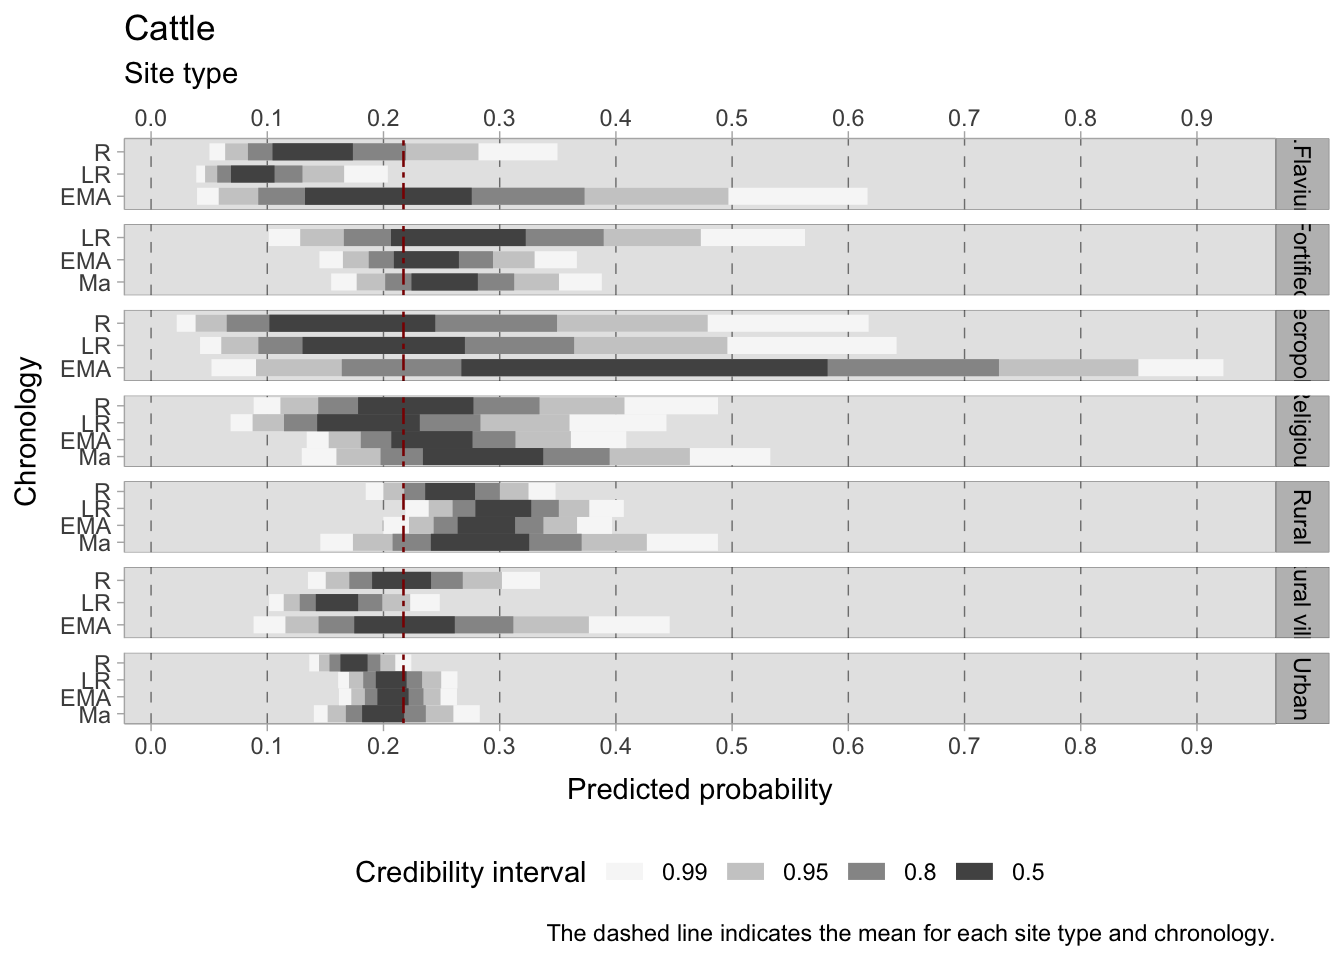 Cattle
Site type
0.0 0.1 0.2 0.3 0.4 0.5 0.6 0.7 0.8 0.9
R
LR
EMA
LR
EMA
Ma
R
LR
EMA
R
LR
EMA
Ma
R
LR
EMA
Ma
Rural
R
LR
EMA
R
LR
EMA
Ma
Urban
Chronology
0.0 0.1 0.2 0.3 0.4 0.5 0.6 0.7 0.8 0.9
Predicted probability
Credibility interval 0.99 0.95 0.8 0.5
The dashed line indicates the mean for each site type and chronology.